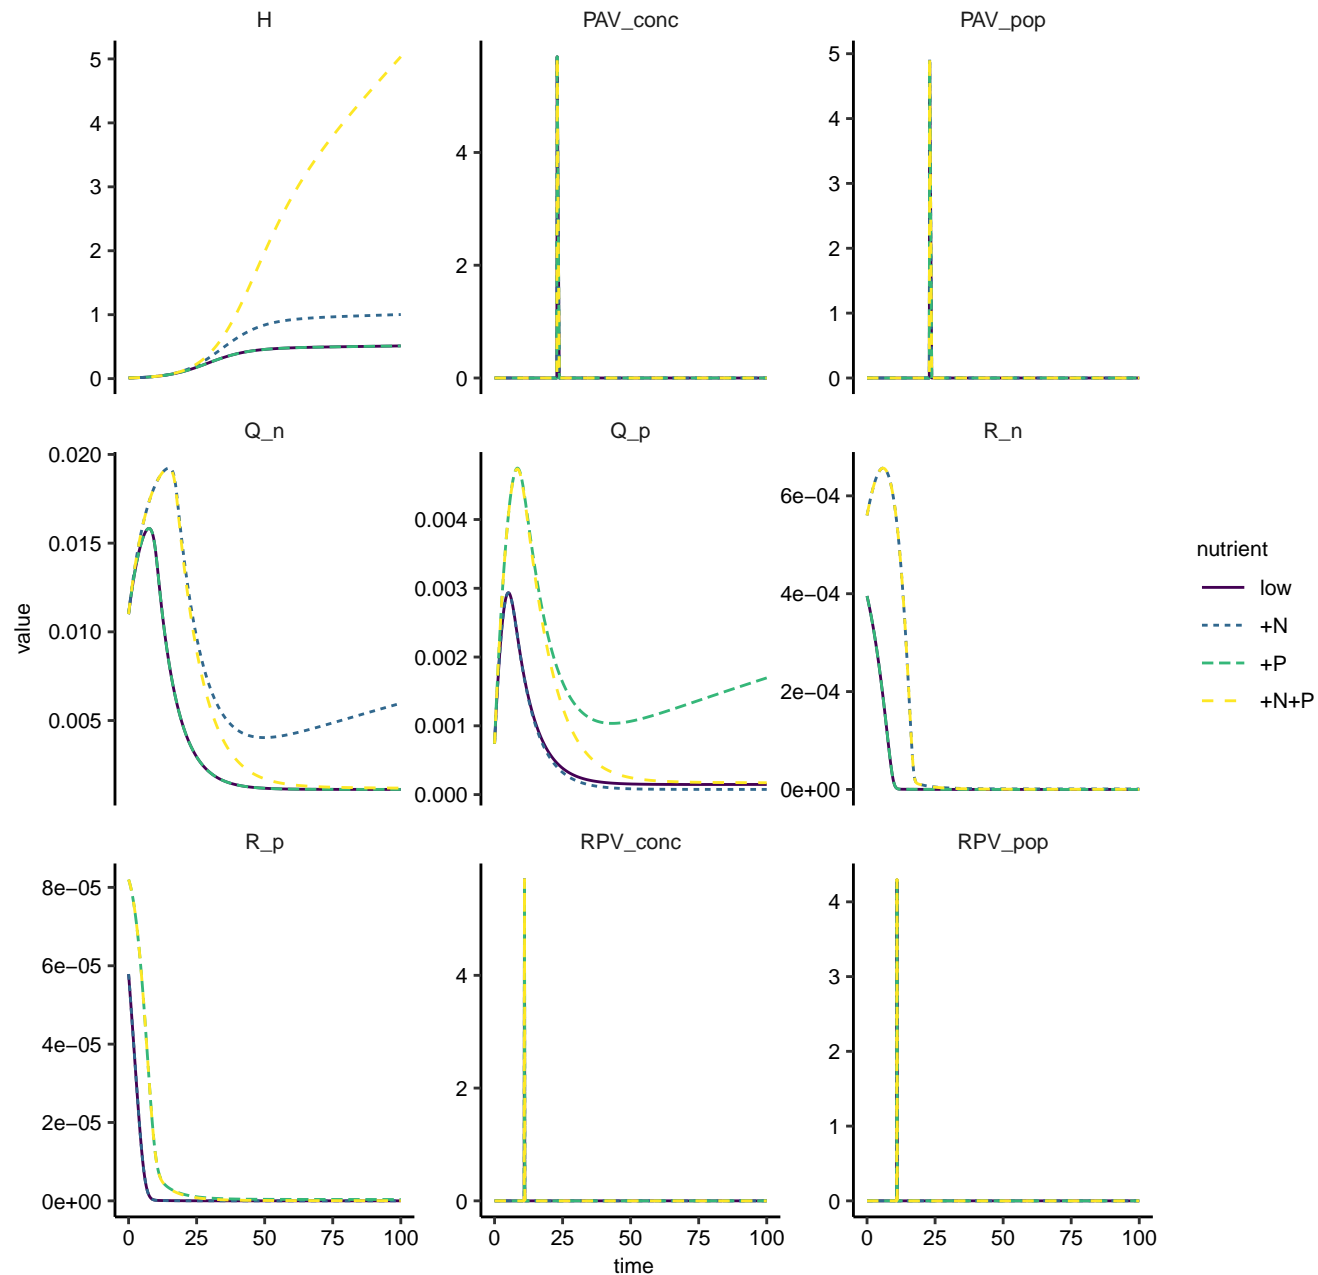 H
PAV_conc
PAV_pop
5
4
3
2
1
0
4
2
0
5
4
3
2
1
0
Q_n
Q_p
R_n
0.020
0.015
0.010
0.005
0.004
0.003
0.002
0.001
0.000
6e−04
4e−04
2e−04
0e+00
R_p
RPV_conc
RPV_pop
8e−05
6e−05
4e−05
2e−05
0e+00
4
2
0
4
3
2
1
0
0 25 50 75 100
0 25 50 75 100
0 25 50 75 100
time
value
nutrient
low
+N
+P
+N+P